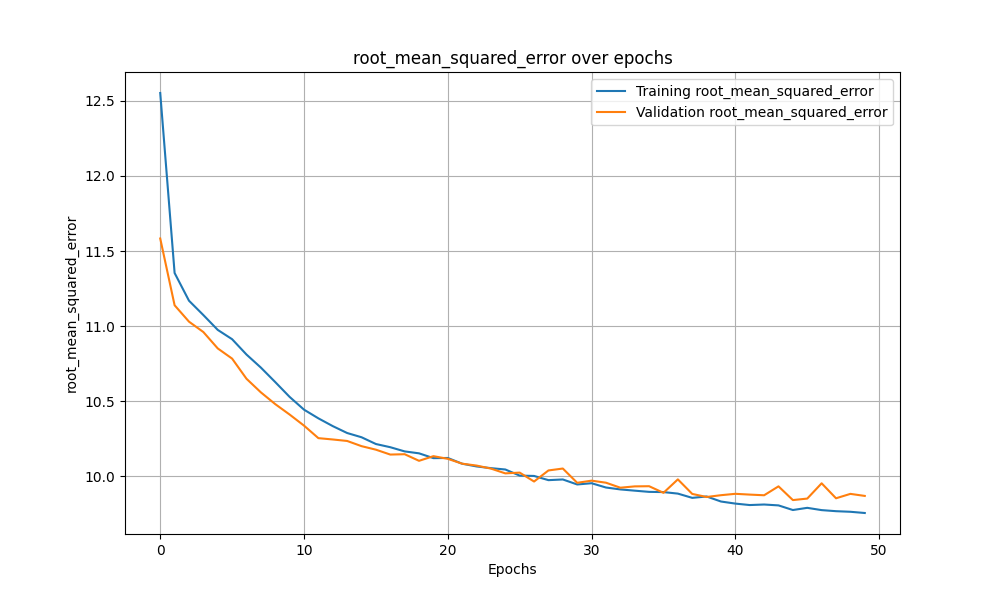 root_mean_squared_error over epochs
Training root_mean_squared_error
Validation root_mean_squared_error
root_mean_squared_error
12.5
12.0
11.5
11.0
10.5
10.0
0
10
20
30
40
50
Epochs